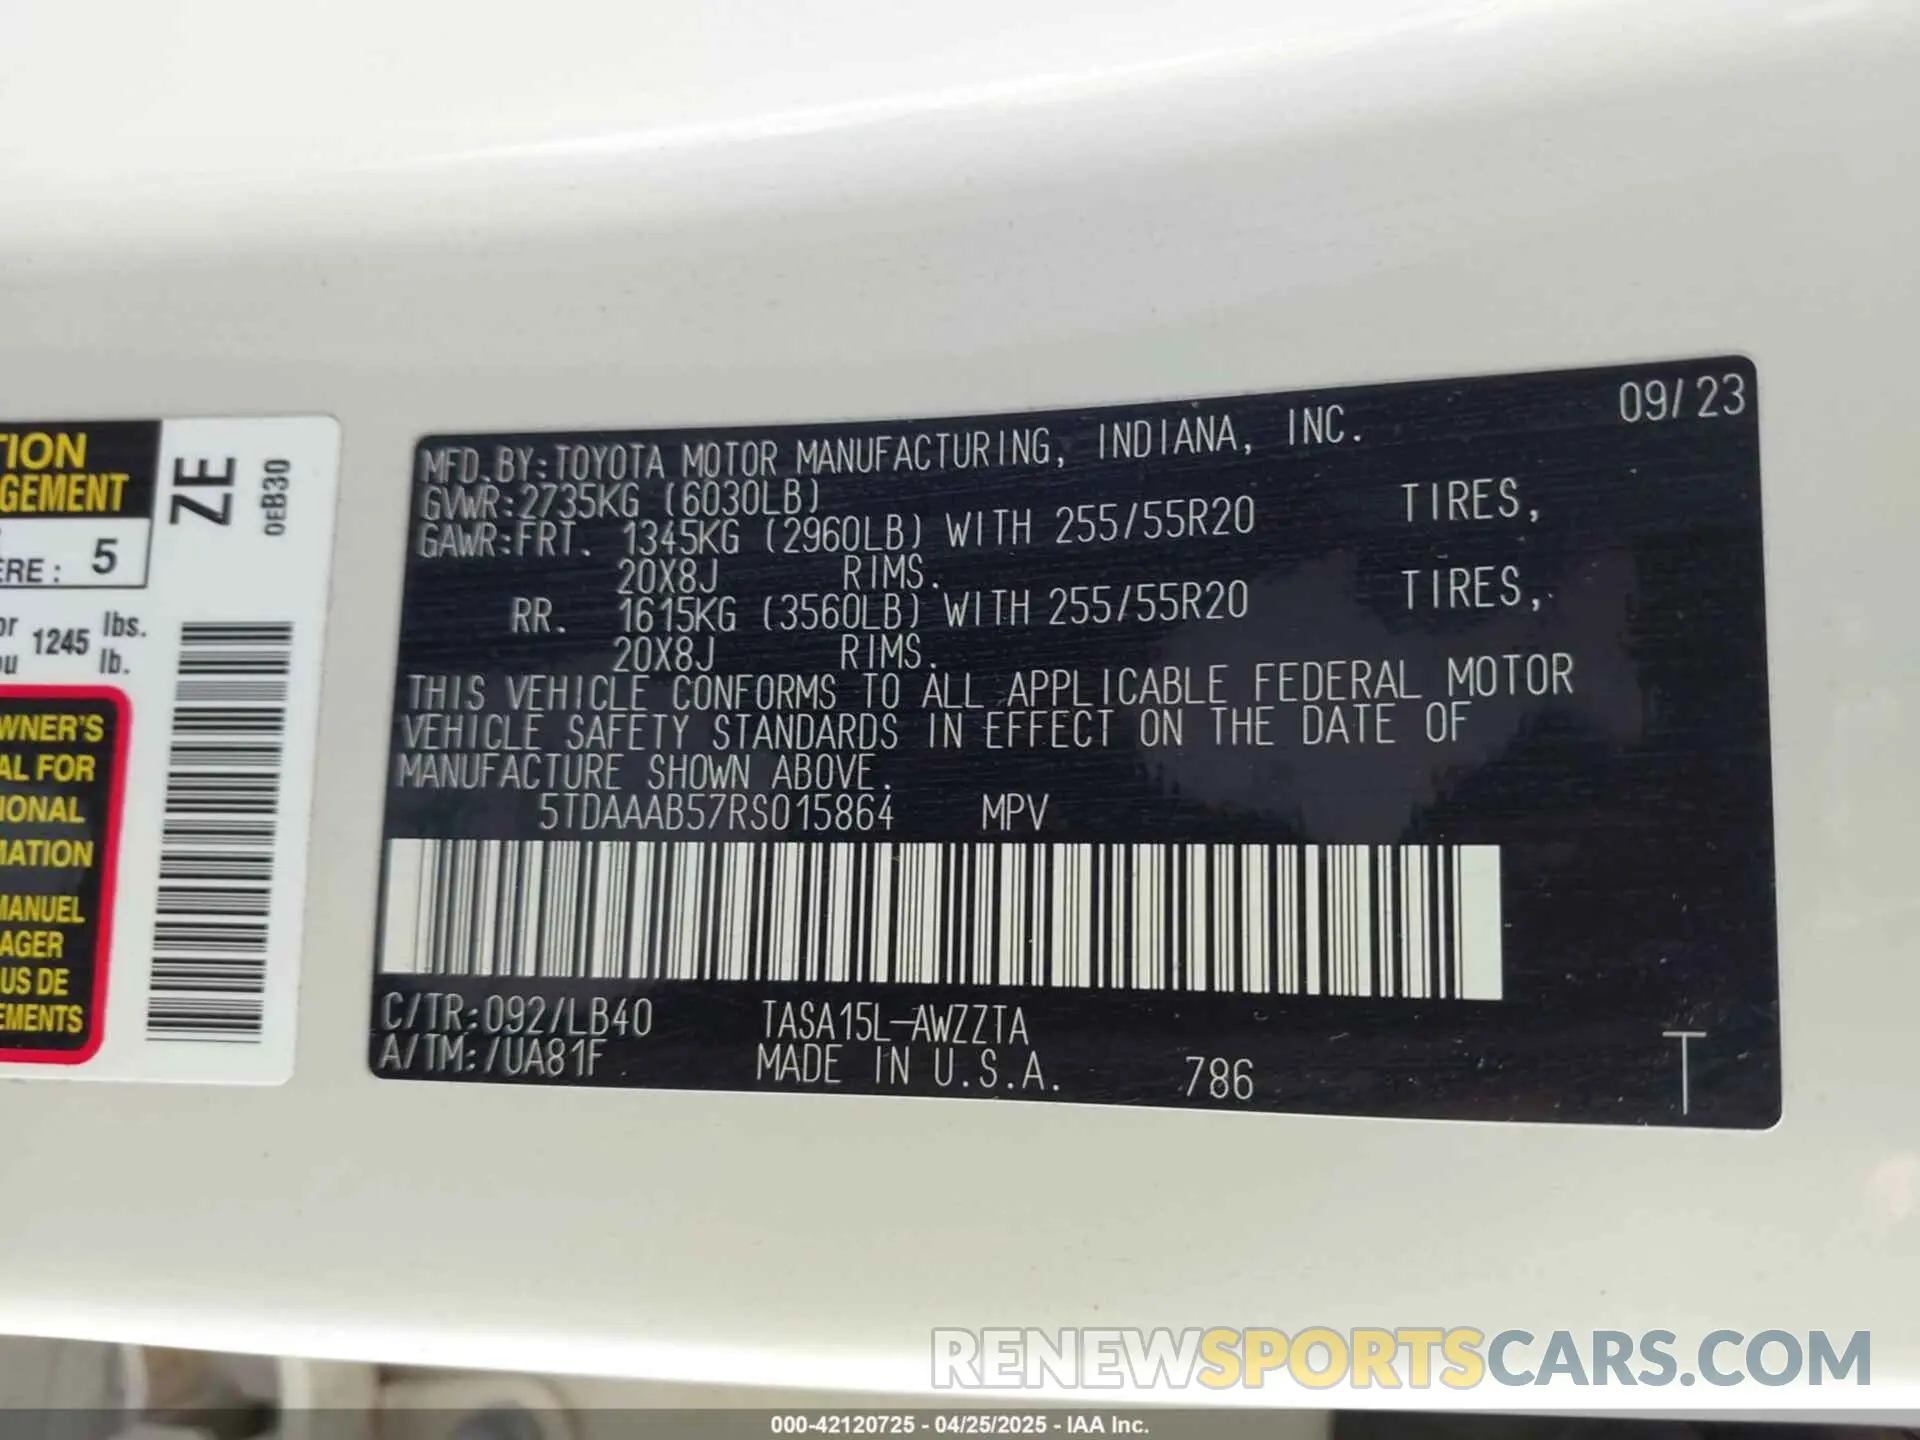 TION
GEMENT
ERE : 5
or 1245 lbs.
ou lb.
WNER'S
AL FOR
IONAL
MATION
MANUEL
AGER
US DE
EMENTS
ZE
0EB30
09/23
MFD.BY:TOYOTA MOTOR MANUFACTURING, INDIANA, INC.
GVWR:2735KG (6030LB)
GAWR:FRT. 1345KG (2960LB) WITH 255/55R20 TIRES,
20X8J RIMS.
RR. 1615KG (3560LB) WITH 255/55R20 TIRES,
20X8J RIMS.
THIS VEHICLE CONFORMS TO ALL APPLICABLE FEDERAL MOTOR
VEHICLE SAFETY STANDARDS IN EFFECT ON THE DATE OF
MANUFACTURE SHOWN ABOVE.
5TDAAAB57RS015864 MPV
C/TR:092/LB40 TASA15L-AWZZTA
A/TM:/UA81F MADE IN U.S.A. 786 T
RENEWSPORTSCARS.COM
000-42120725 - 04/25/2025 - IAA Inc.